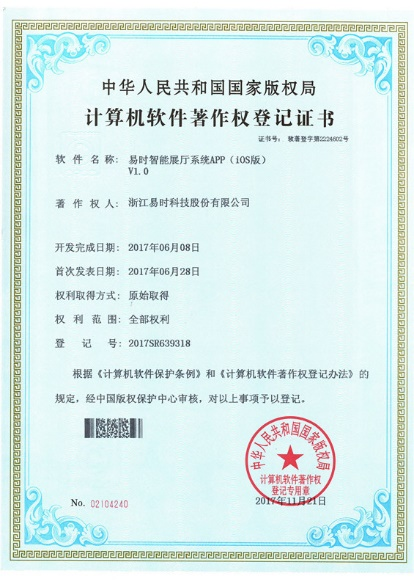 中华人民共和国国家版权局
计算机软件著作权登记证书
证书号： 软著登字第2224602号
软件名称： 易时智能展厅系统APP（iOS版）
V1.0
著作权人： 浙江易时科技股份有限公司
开发完成日期： 2017年06月08日
首次发表日期： 2017年06月28日
权利取得方式： 原始取得
权利范围： 全部权利
登记号： 2017SR639318
根据《计算机软件保护条例》和《计算机软件著作权登记办法》的
规定，经中国版权保护中心审核，对以上事项予以登记。
中华人民共和国国家版权局
计算机软件著作权
登记专用章
No. 02104240
2017年11月21日